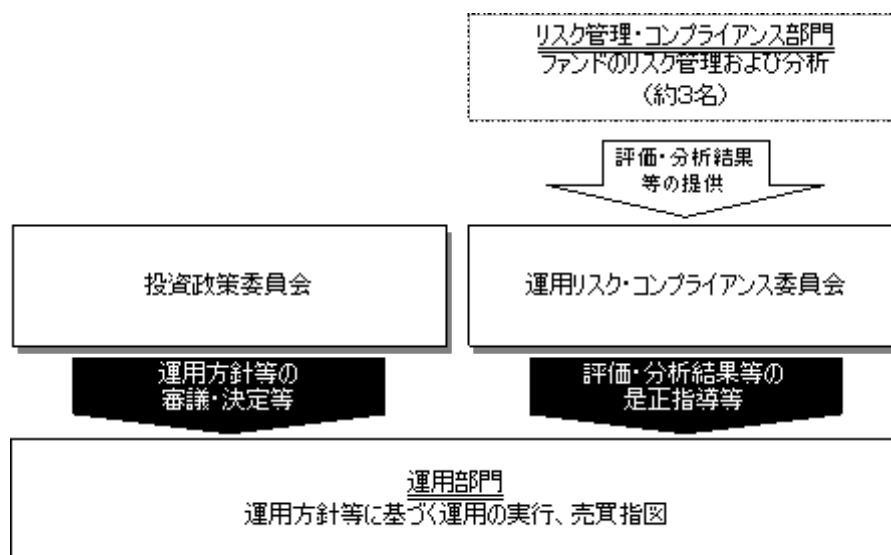 リスク管理・コンプライアンス部門
ファンドのリスク管理および分析
(約3名)
評価・分析結果
等の提供
投資政策委員会
運用リスク・コンプライアンス委員会
運用方針等の
審議・決定等
評価・分析結果等の
是正指導等
運用部門
運用方針等に基づく運用の実行、売買指図